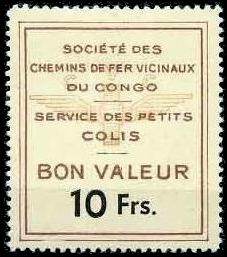 SOCIÉTÉ DES
CHEMINS DE FER VICINAUX
DU CONGO
SERVICE DES PETITS
COLIS
BON VALEUR
10 Frs.